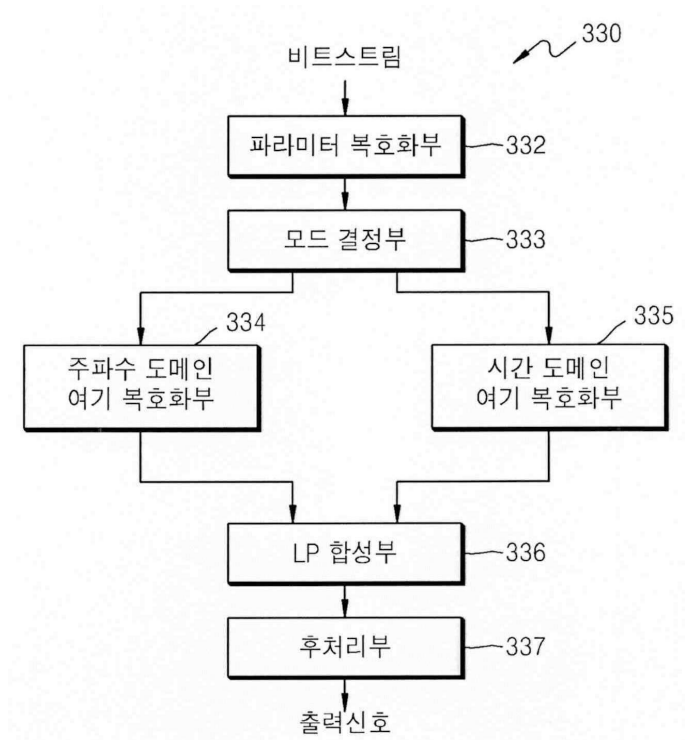 330
비트스트림
파라미터 복호화부
332
모드 결정부
333
334
주파수 도메인
여기 복호화부
335
시간 도메인
여기 복호화부
LP 합성부
336
후처리부
337
출력신호